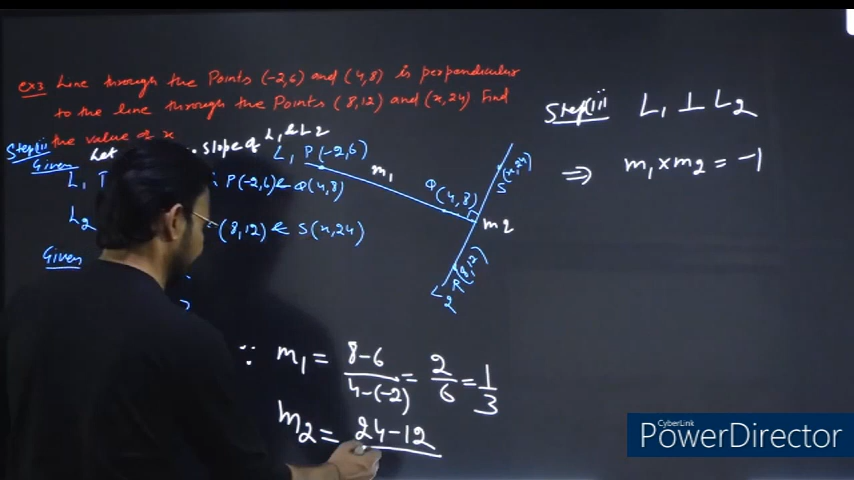 ex3 Line through the Points (-2,6) and (4,8) is perpendicular
to the line through the Points (8,12) and (x,24) Find
the value of x
Step(ii)
Let slope of L1 & L2
Given
L1 P(-2,6) & Q(4,8)
L2 (8,12) & S(x,24)
Given
L1 P(-2,6)
m1
Q(4,8)
S(x,24)
m2
R(8,12)
L2
∵ m1 = 8-6/4-(-2) = 2/6 = 1/3
m2 = 24-12
Step(iii) L1 ⊥ L2
⇒ m1 x m2 = -1
CyberLink
PowerDirector